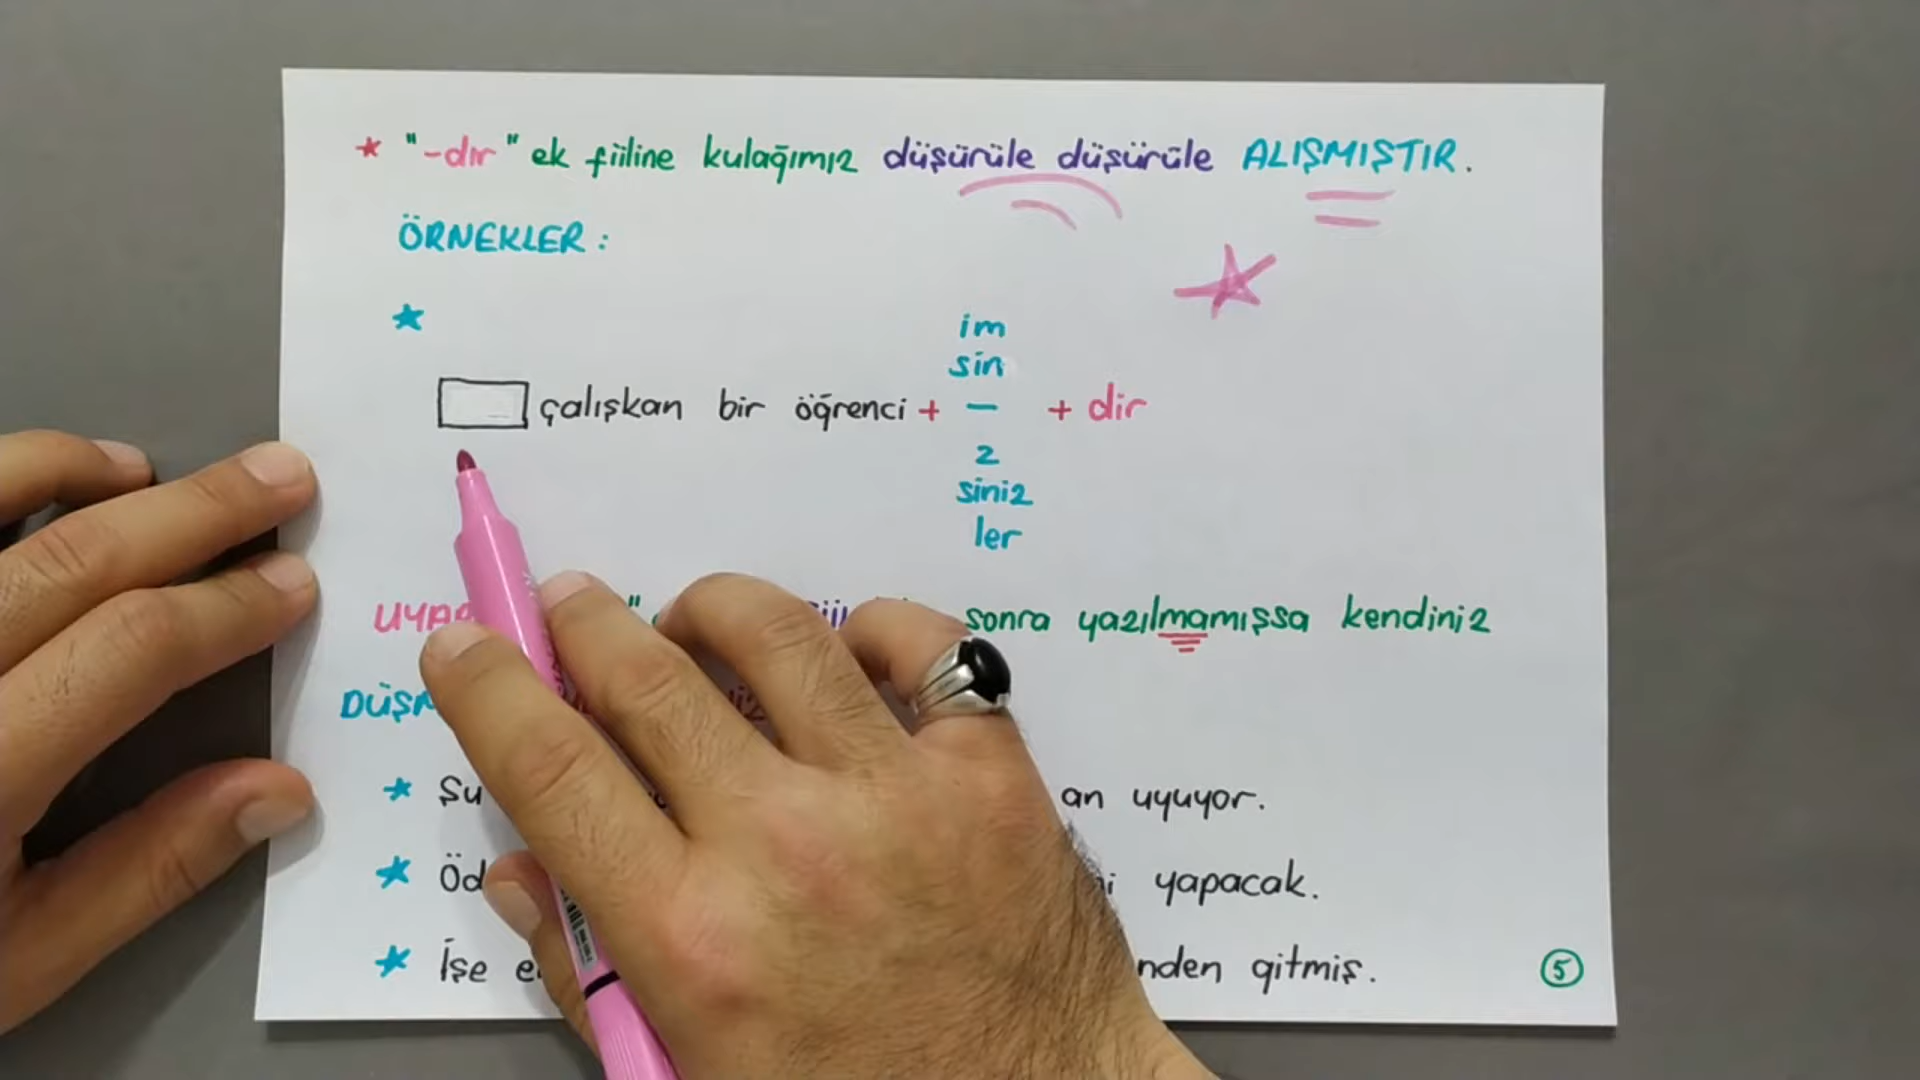 "-dır" ek fiiline kulağımız düşürüle düşürüle ALIŞMIŞTIR.
ÖRNEKLER:
im
sin
çalışkan bir öğrenci + — + dir
z
siniz
ler
sonra yazılmamışsa kendiniz
Şu an uyuyor.
yapacak.
İşe gitmiş.
5